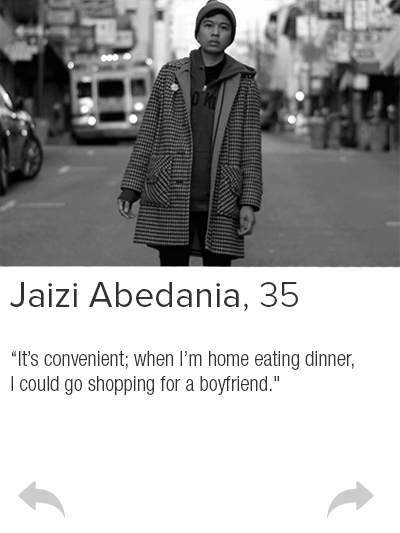 Jaizi Abedania, 35
“It’s convenient; when I’m home eating dinner,
I could go shopping for a boyfriend."